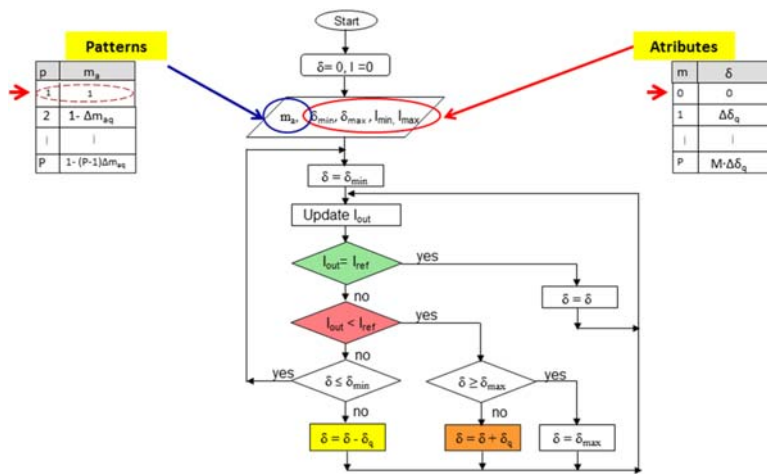 Start
Patterns
Atributes
δ= 0, I =0
p mₐ
1 1
2 1- Δmₐq
P 1- (P-1)Δmₐq
mₐ, δmin, δmax, Imin, Imax
m δ
0 0
1 Δδq
P M·Δδq
δ = δmin
Update Iout
Iout= Iref
yes
no
δ = δ
Iout < Iref
yes
no
yes
δ ≤ δmin
δ ≥ δmax
yes
no
no
δ = δ - δq
δ = δ + δq
δ = δmax